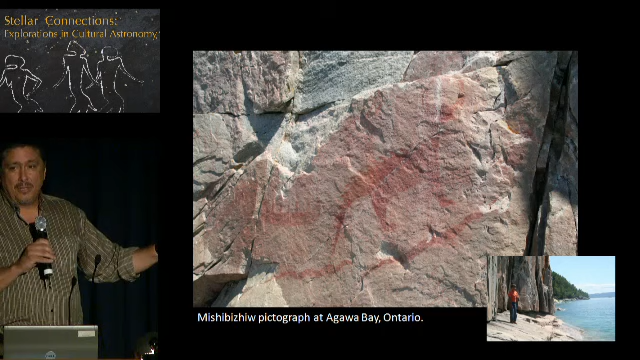 Stellar Connections:
Explorations in Cultural Astronomy
Mishibizhiw pictograph at Agawa Bay, Ontario.